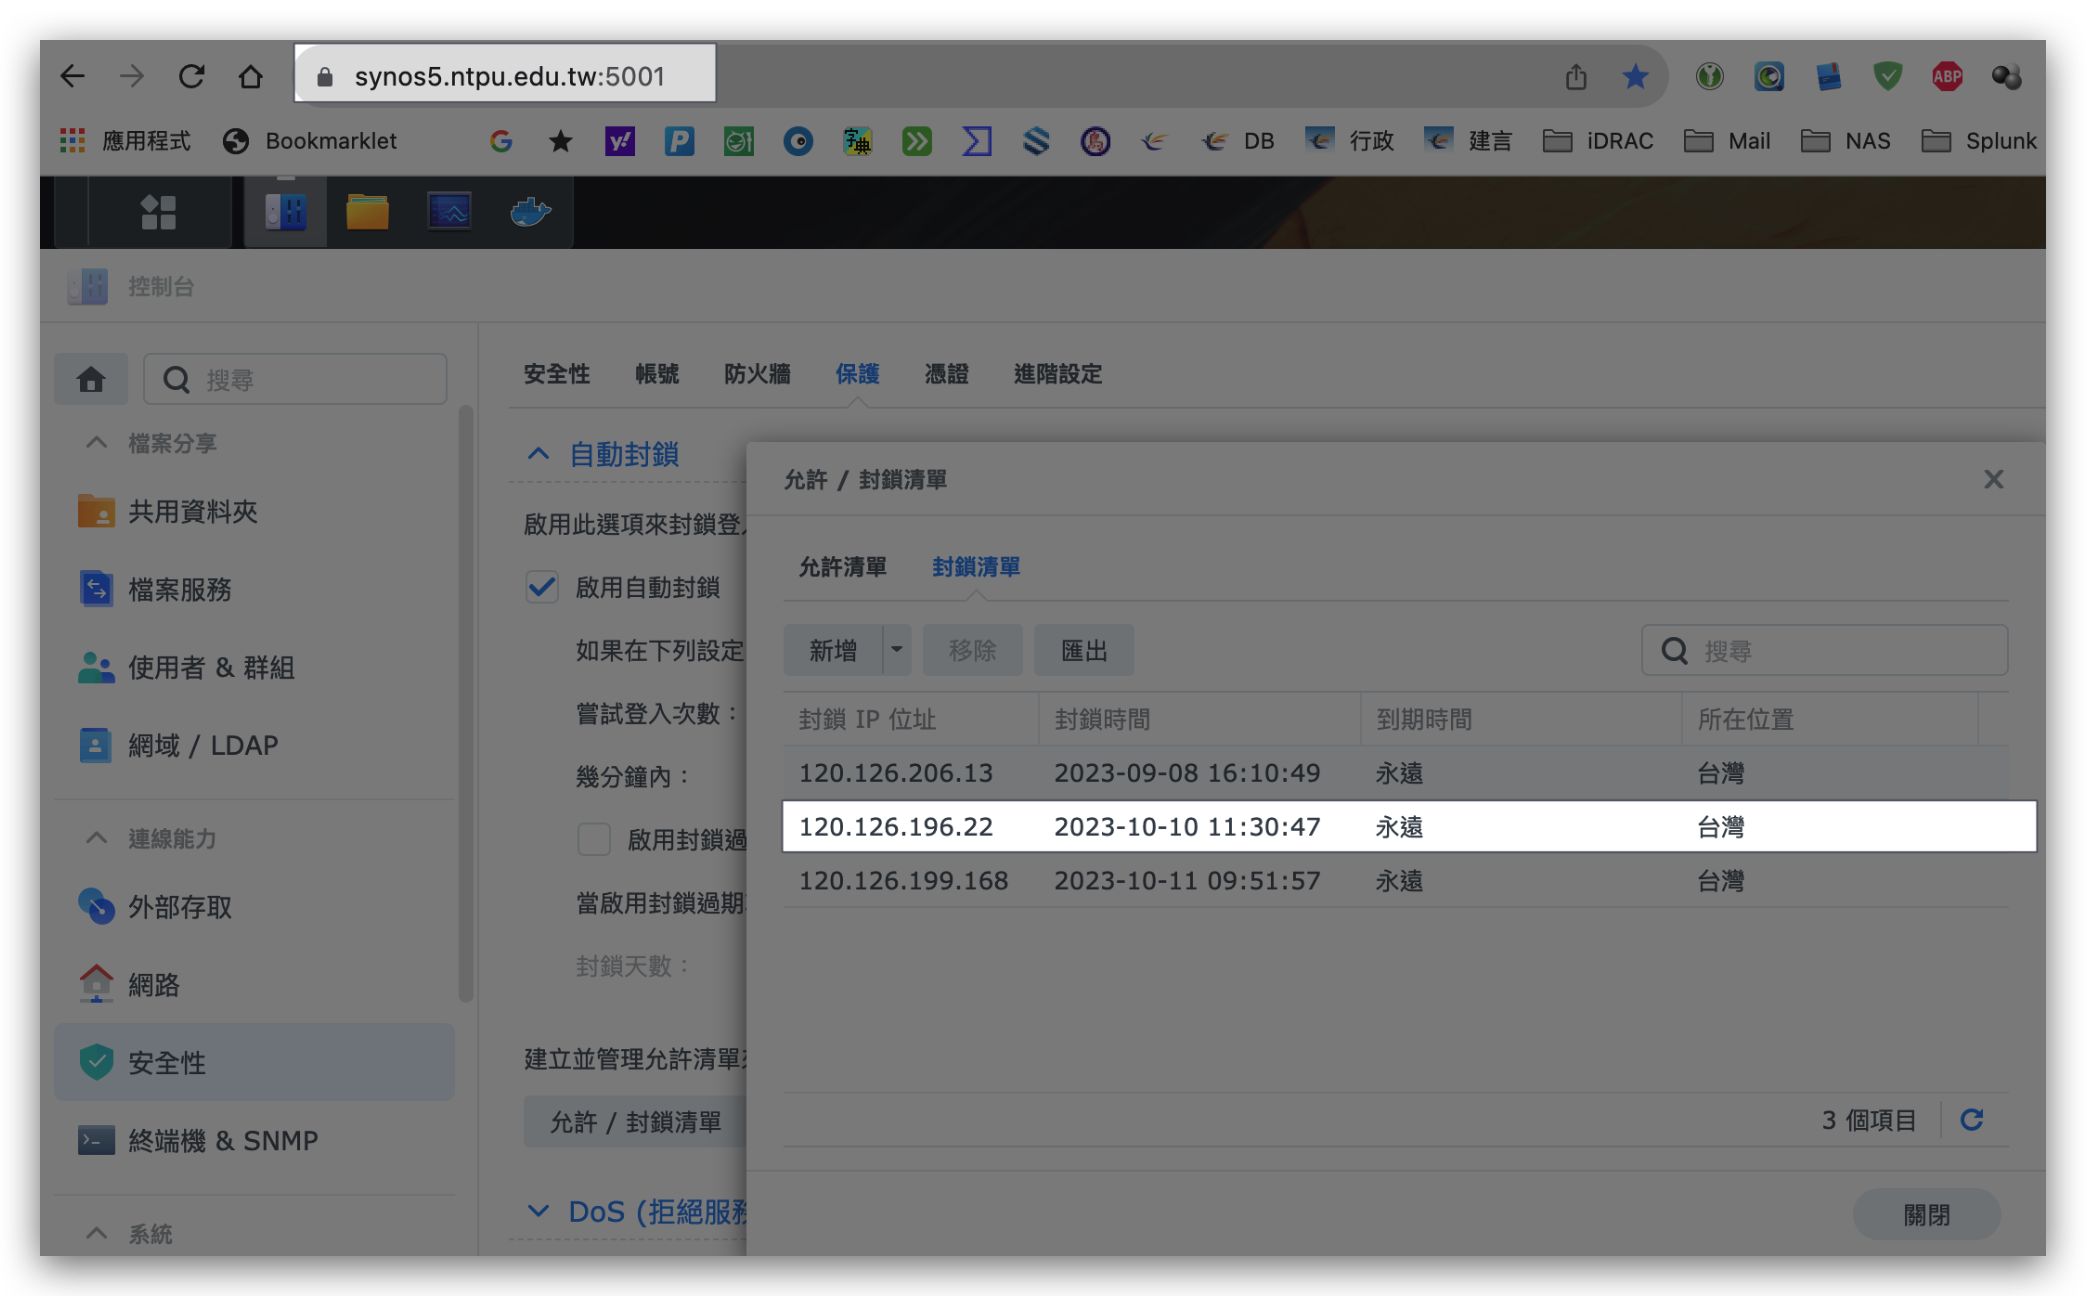 synos5.ntpu.edu.tw:5001
ABP
應用程式 Bookmarklet DB 行政 建言 iDRAC Mail NAS Splunk
控制台
搜尋
安全性 帳號 防火牆 保護 憑證 進階設定
檔案分享
共用資料夾
檔案服務
使用者 & 群組
網域 / LDAP
連線能力
外部存取
網路
安全性
終端機 & SNMP
系統
自動封鎖
啟用此選項來封鎖登
啟用自動封鎖
如果在下列設定
嘗試登入次數：
幾分鐘內：
啟用封鎖過
當啟用封鎖過期
封鎖天數：
建立並管理允許清單
允許 / 封鎖清單
DoS (拒絕服務
允許 / 封鎖清單
允許清單 封鎖清單
新增 移除 匯出 搜尋
封鎖 IP 位址 封鎖時間 到期時間 所在位置
120.126.206.13 2023-09-08 16:10:49 永遠 台灣
120.126.196.22 2023-10-10 11:30:47 永遠 台灣
120.126.199.168 2023-10-11 09:51:57 永遠 台灣
3 個項目
關閉